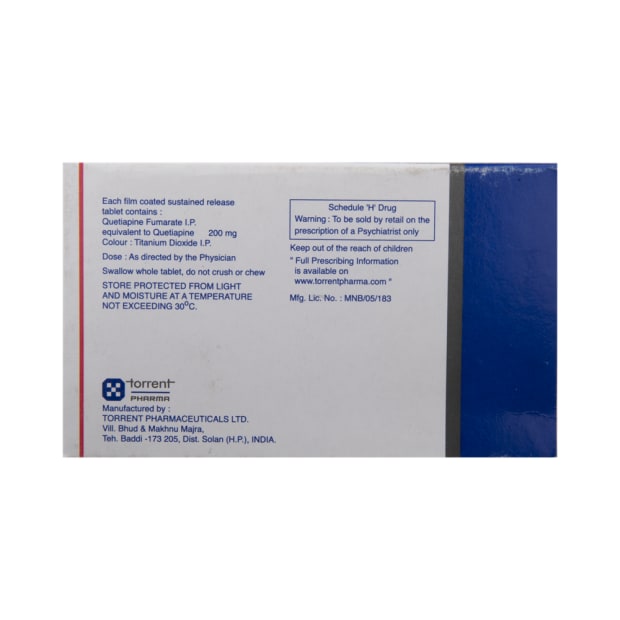 Each film coated sustained release
tablet contains :
Quetiapine Fumarate I.P.
equivalent to Quetiapine 200 mg
Colour : Titanium Dioxide I.P.
Dose : As directed by the Physician
Swallow whole tablet, do not crush or chew
STORE PROTECTED FROM LIGHT
AND MOISTURE AT A TEMPERATURE
NOT EXCEEDING 30°C.
Schedule 'H' Drug
Warning : To be sold by retail on the
prescription of a Psychiatrist only
Keep out of the reach of children
" Full Prescribing Information
is available on
www.torrentpharma.com "
Mfg. Lic. No. : MNB/05/183
torrent
PHARMA
Manufactured by :
TORRENT PHARMACEUTICALS LTD.
Vill. Bhud & Makhnu Majra,
Teh. Baddi -173 205, Dist. Solan (H.P.), INDIA.